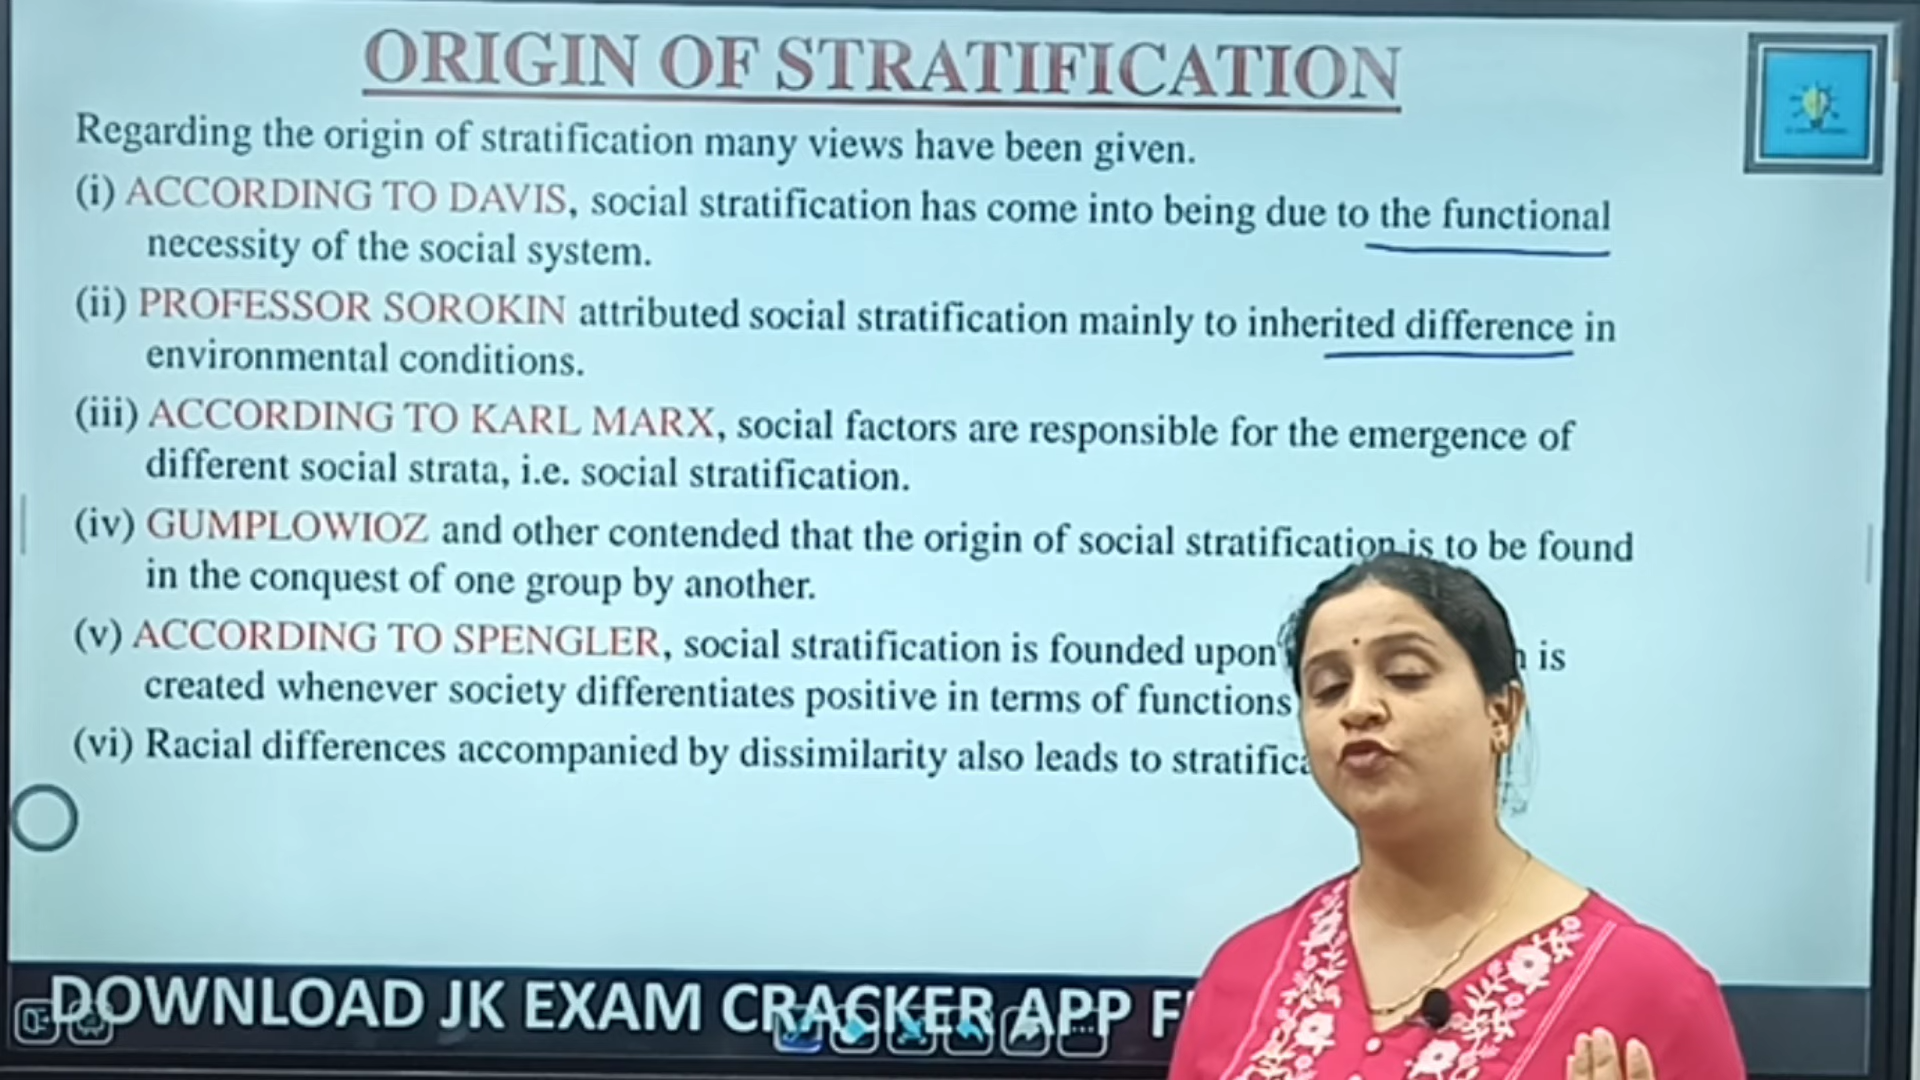 ORIGIN OF STRATIFICATION
Regarding the origin of stratification many views have been given.
(i) ACCORDING TO DAVIS, social stratification has come into being due to the functional
necessity of the social system.
(ii) PROFESSOR SOROKIN attributed social stratification mainly to inherited difference in
environmental conditions.
(iii) ACCORDING TO KARL MARX, social factors are responsible for the emergence of
different social strata, i.e. social stratification.
(iv) GUMPLOWIOZ and other contended that the origin of social stratification is to be found
in the conquest of one group by another.
(v) ACCORDING TO SPENGLER, social stratification is founded upon is
created whenever society differentiates positive in terms of functions
(vi) Racial differences accompanied by dissimilarity also leads to
DOWNLOAD JK EXAM CRACKER APP